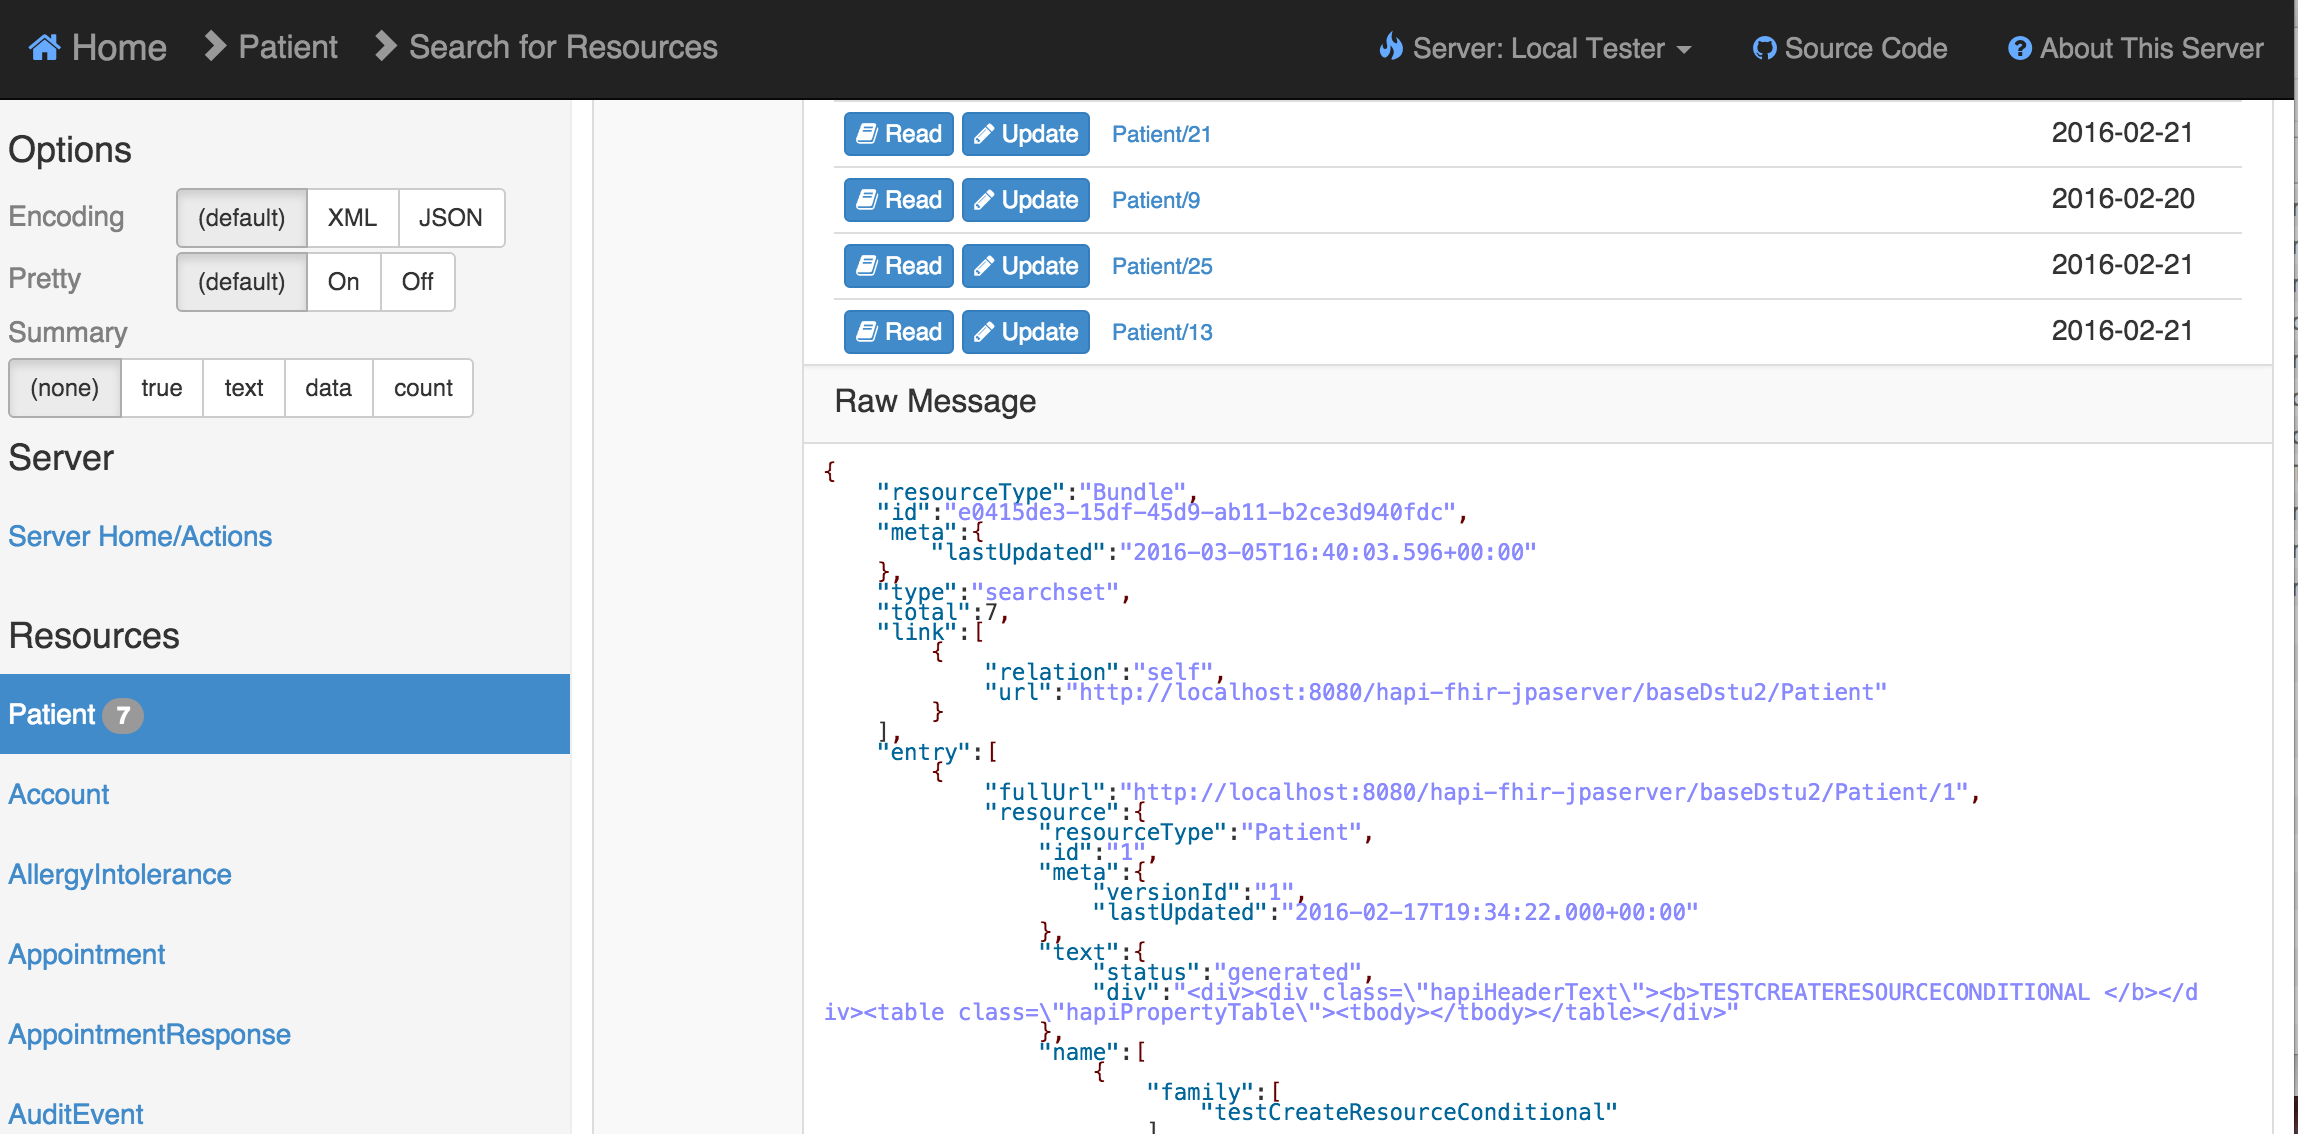 Home Patient Search for Resources Server: Local Tester Source Code About This Server
Options
Encoding (default) XML JSON
Pretty (default) On Off
Summary
(none) true text data count
Server
Server Home/Actions
Resources
Patient 7
Account
AllergyIntolerance
Appointment
AppointmentResponse
AuditEvent
Read Update Patient/21 2016-02-21
Read Update Patient/9 2016-02-20
Read Update Patient/25 2016-02-21
Read Update Patient/13 2016-02-21
Raw Message
{
"resourceType":"Bundle",
"id":"e0415de3-15df-45d9-ab11-b2ce3d940fdc",
"meta":{
"lastUpdated":"2016-03-05T16:40:03.596+00:00"
},
"type":"searchset",
"total":7,
"link":[
{
"relation":"self",
"url":"http://localhost:8080/hapi-fhir-jpaserver/baseDstu2/Patient"
}
],
"entry":[
{
"fullUrl":"http://localhost:8080/hapi-fhir-jpaserver/baseDstu2/Patient/1",
"resource":{
"resourceType":"Patient",
"id":"1",
"meta":{
"versionId":"1",
"lastUpdated":"2016-02-17T19:34:22.000+00:00"
},
"text":{
"status":"generated",
"div":"<div><div class=\"hapiHeaderText\"><b>TESTCREATERESOURCECONDITIONAL </b></d
iv><table class=\"hapiPropertyTable\"><tbody></tbody></table></div>"
},
"name":[
{
"family":[
"testCreateResourceConditional"
]